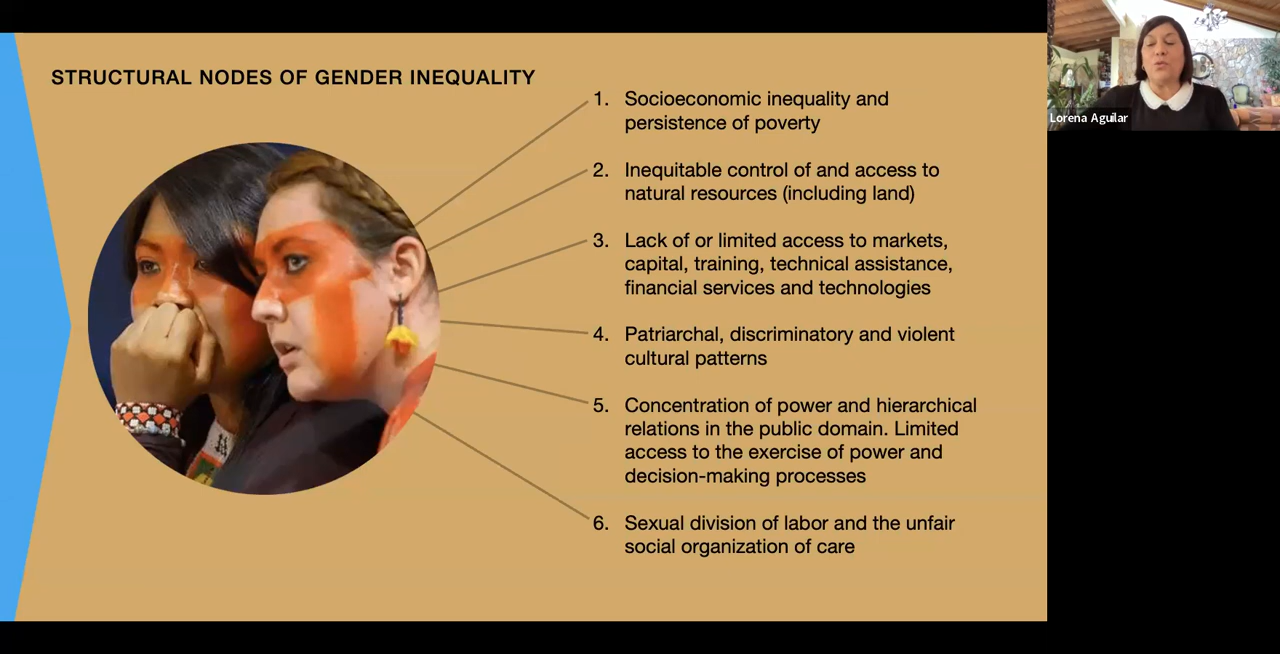 STRUCTURAL NODES OF GENDER INEQUALITY
1. Socioeconomic inequality and
persistence of poverty
2. Inequitable control of and access to
natural resources (including land)
3. Lack of or limited access to markets,
capital, training, technical assistance,
financial services and technologies
4. Patriarchal, discriminatory and violent
cultural patterns
5. Concentration of power and hierarchical
relations in the public domain. Limited
access to the exercise of power and
decision-making processes
6. Sexual division of labor and the unfair
social organization of care
Lorena Aguilar